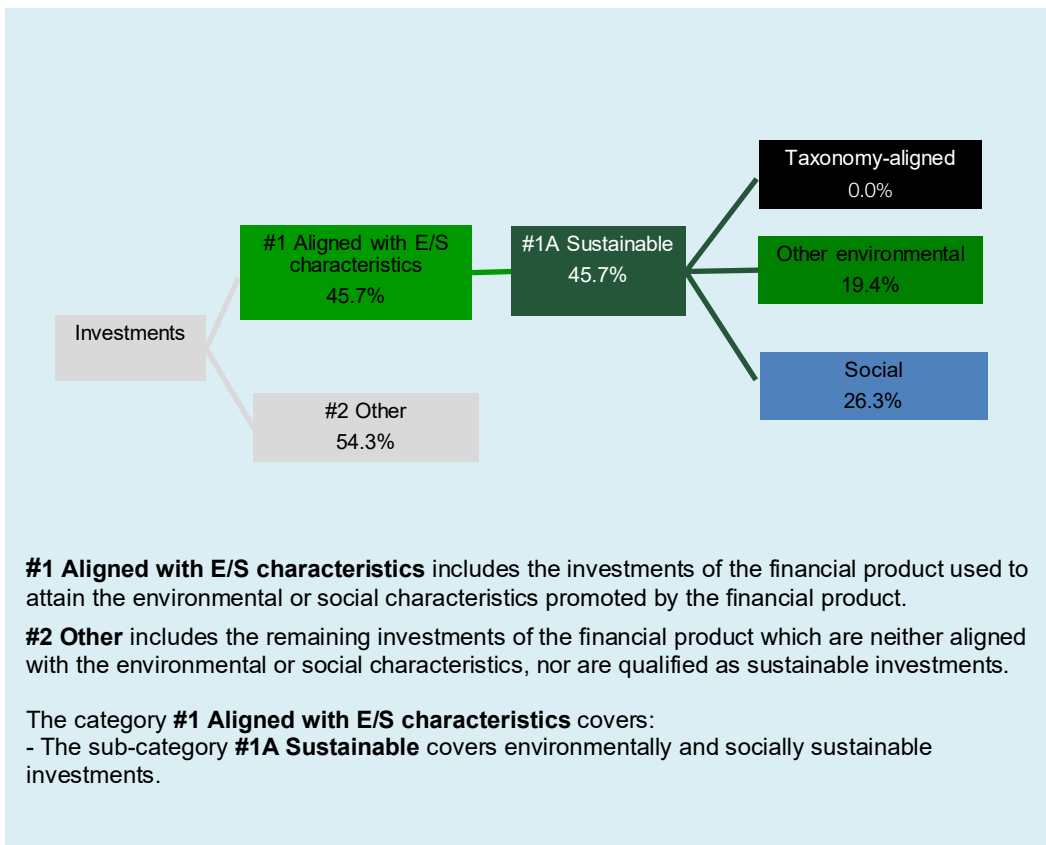 Taxonomy-aligned
0.0%
#1 Aligned with E/S
characteristics
45.7%
#1A Sustainable
45.7%
Other environmental
19.4%
Investments
Social
26.3%
#2 Other
54.3%
#1 Aligned with E/S characteristics includes the investments of the financial product used to
attain the environmental or social characteristics promoted by the financial product.
#2 Other includes the remaining investments of the financial product which are neither aligned
with the environmental or social characteristics, nor are qualified as sustainable investments.
The category #1 Aligned with E/S characteristics covers:
- The sub-category #1A Sustainable covers environmentally and socially sustainable
investments.